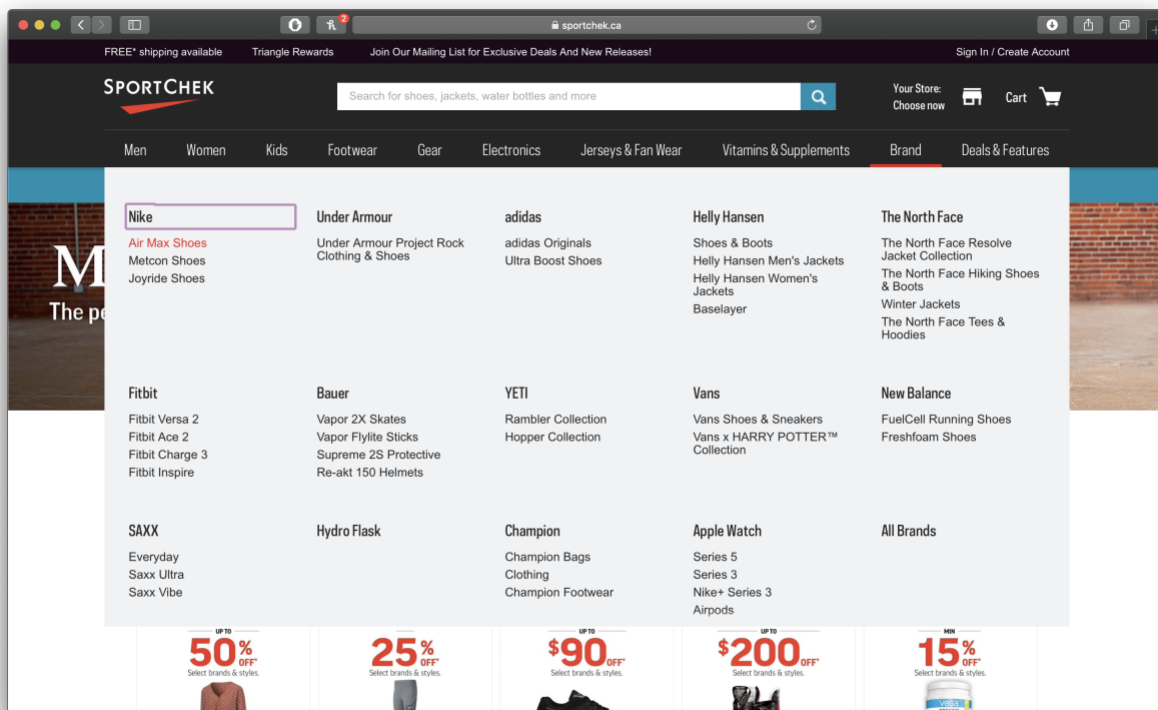 sportchek.ca
2
FREE* shipping available
Triangle Rewards
Join Our Mailing List for Exclusive Deals And New Releases!
Sign In / Create Account
SPORTCHEK
Search for shoes, jackets, water bottles and more
Your Store:
Choose now
Cart
Men
Women
Kids
Footwear
Gear
Electronics
Jerseys & Fan Wear
Vitamins & Supplements
Brand
Deals & Features
M
The pe
Nike
Air Max Shoes
Metcon Shoes
Joyride Shoes
Under Armour
Under Armour Project Rock
Clothing & Shoes
adidas
adidas Originals
Ultra Boost Shoes
Helly Hansen
Shoes & Boots
Helly Hansen Men's Jackets
Helly Hansen Women's
Jackets
Baselayer
The North Face
The North Face Resolve
Jacket Collection
The North Face Hiking Shoes
& Boots
Winter Jackets
The North Face Tees &
Hoodies
Fitbit
Fitbit Versa 2
Fitbit Ace 2
Fitbit Charge 3
Fitbit Inspire
Bauer
Vapor 2X Skates
Vapor Flylite Sticks
Supreme 2S Protective
Re-akt 150 Helmets
YETI
Rambler Collection
Hopper Collection
Vans
Vans Shoes & Sneakers
Vans x HARRY POTTER™
Collection
New Balance
FuelCell Running Shoes
Freshfoam Shoes
SAXX
Everyday
Saxx Ultra
Saxx Vibe
Hydro Flask
Champion
Champion Bags
Clothing
Champion Footwear
Apple Watch
Series 5
Series 3
Nike+ Series 3
Airpods
All Brands
UP TO
50% OFF*
Select brands & styles.
25% OFF*
Select brands & styles.
UP TO
$90 OFF*
Select brands & styles.
UP TO
$200 OFF*
Select brands & styles.
MIN
15% OFF*
Select brands & styles.
vega